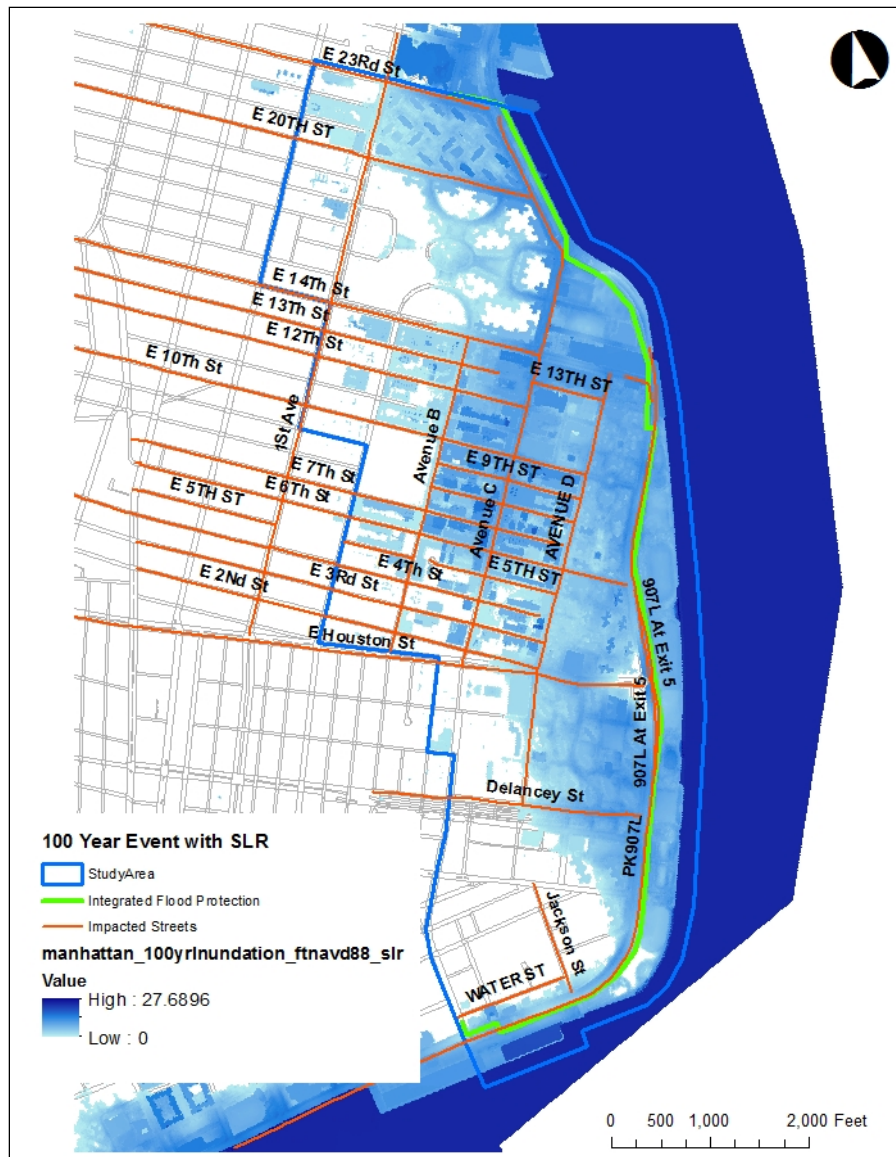 E 23Rd St
E 20TH ST
E 14Th St
E 13Th St
E 12Th St
E 10Th St
E 13TH ST
1St Ave
Avenue B
E 9TH ST
E 7Th St
E 6Th St
E 5TH ST
Avenue C
AVENUE D
E 5TH ST
E 4Th St
E 3Rd St
E 2Nd St
907L At Exit 5
E Houston St
907L At Exit 5
Delancey St
PK907L
Jackson St
WATER ST
100 Year Event with SLR
StudyArea
Integrated Flood Protection
Impacted Streets
manhattan_100yrInundation_ftnavd88_slr
Value
High : 27.6896
Low : 0
0 500 1,000 2,000 Feet